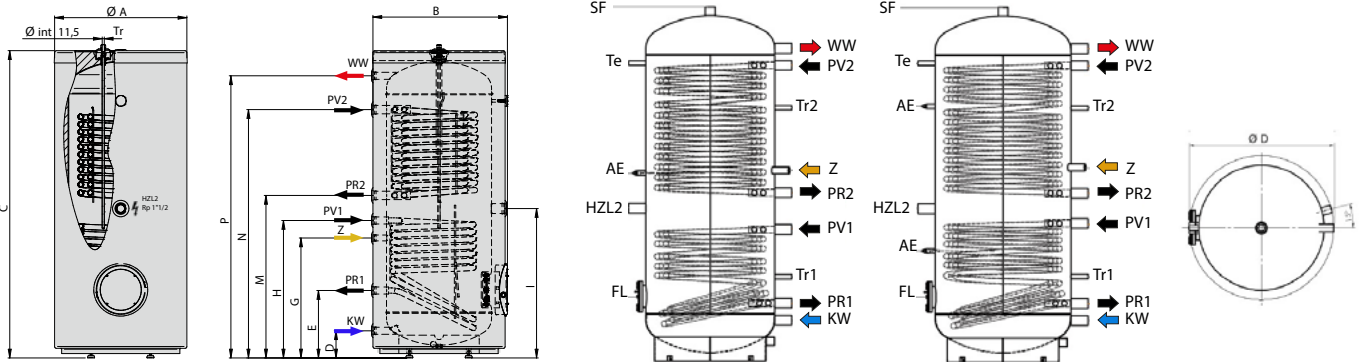 Ø A
Ø int 11,5
Tr
C
HZL2
Rp 1"1/2
B
WW
PV2
PR2
PV1
Z
PR1
KW
P
N
M
H
G
E
D
I
SF
WW
Te
PV2
Tr2
AE
Z
PR2
HZL2
PV1
Tr1
FL
PR1
KW
SF
WW
Te
PV2
AE
Tr2
Z
PR2
HZL2
PV1
AE
Tr1
FL
PR1
KW
Ø D
15°